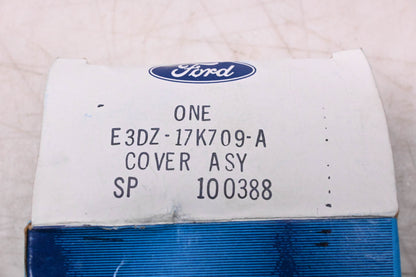 Ford
ONE
E3DZ-17K709-A
COVER ASY
SP 100388